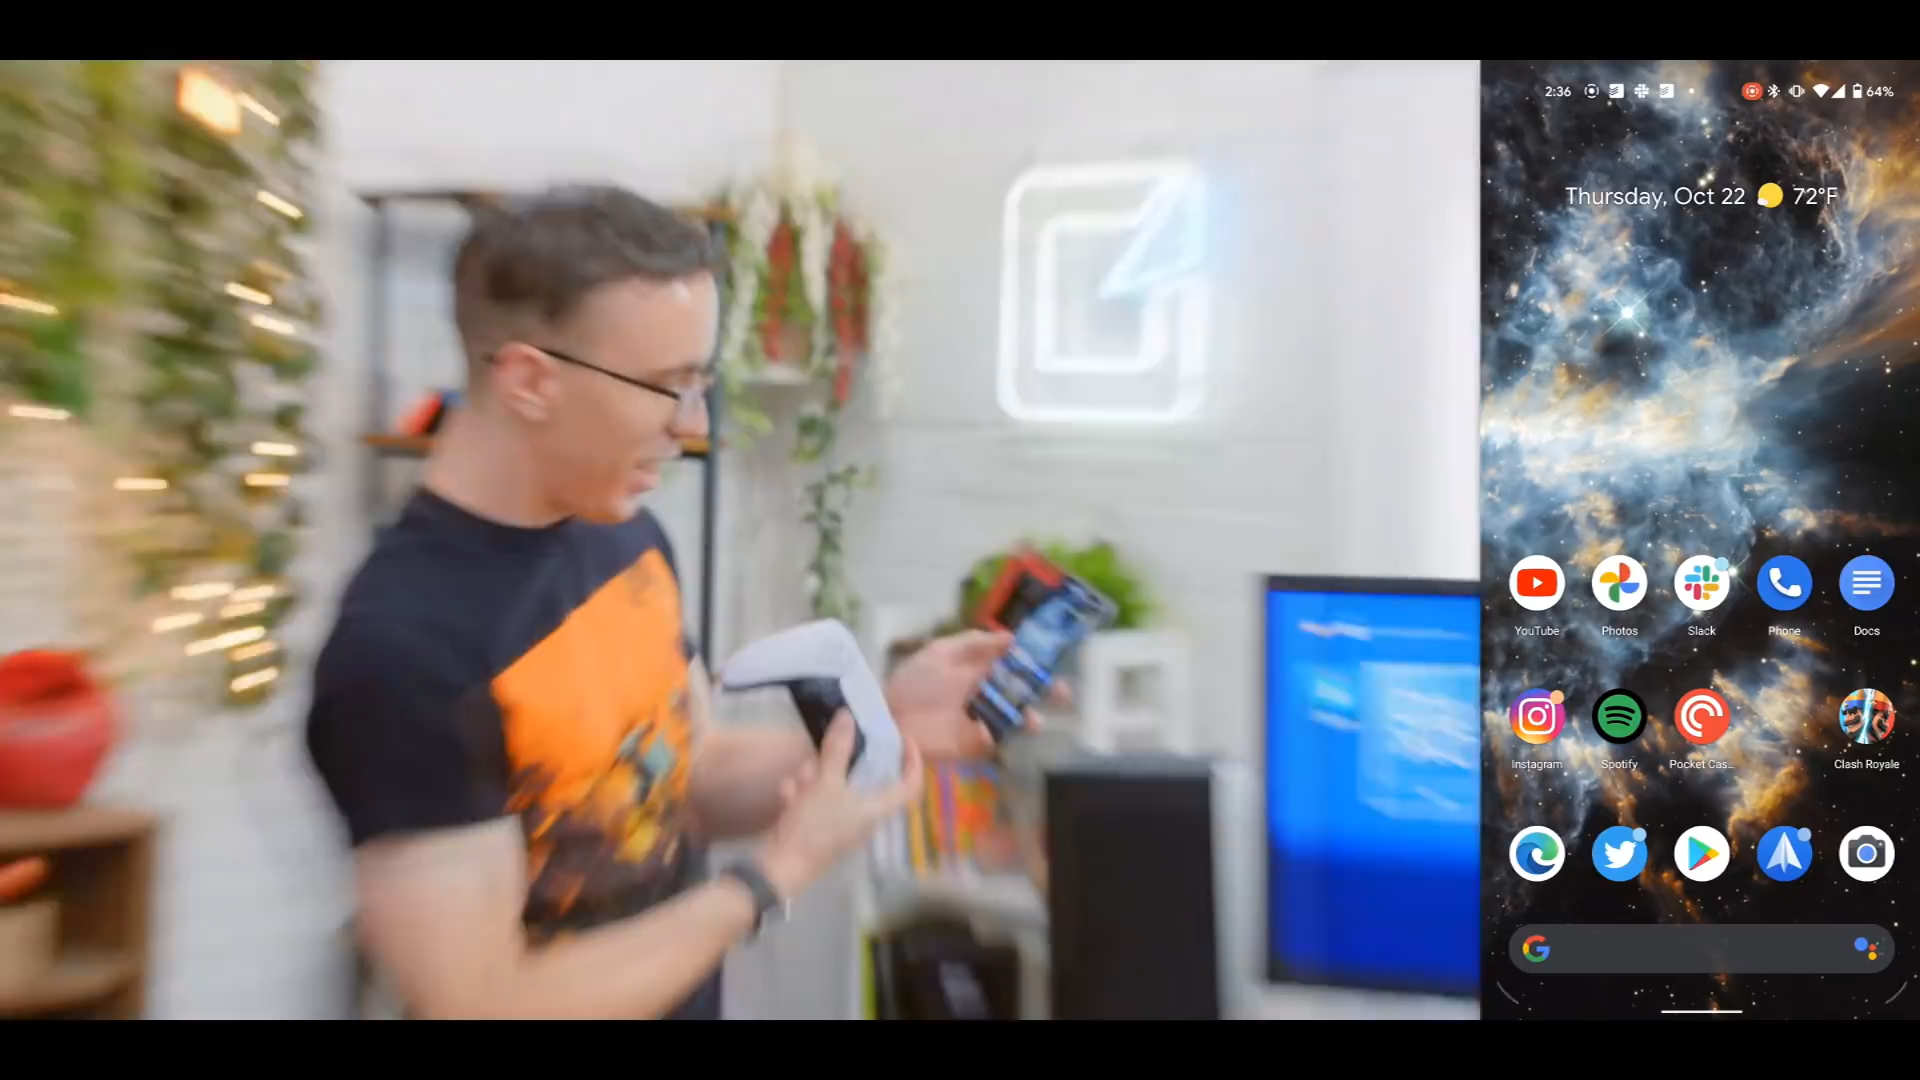 2:36
64%
Thursday, Oct 22 72°F
YouTube Photos Slack Phone Docs
Instagram Spotify Pocket Cas... Clash Royale